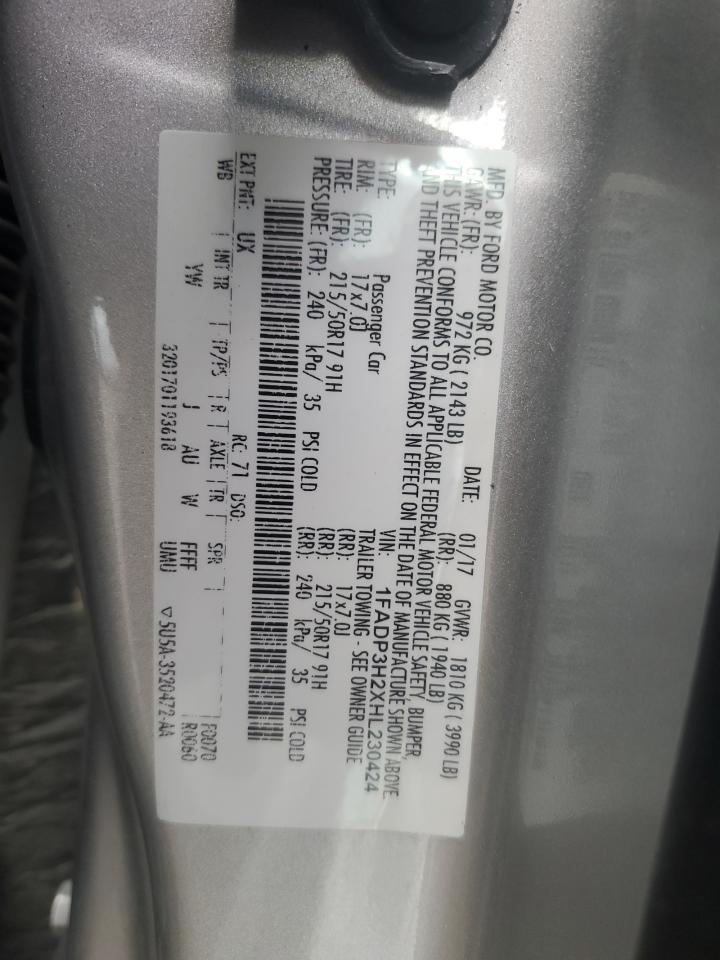 MFD. BY FORD MOTOR CO.
DATE: 01/17 GVWR: 1810 KG ( 3990 LB)
GAWR: (FR): 972 KG ( 2143 LB) (RR): 880 KG ( 1940 LB)
THIS VEHICLE CONFORMS TO ALL APPLICABLE FEDERAL MOTOR VEHICLE SAFETY, BUMPER,
AND THEFT PREVENTION STANDARDS IN EFFECT ON THE DATE OF MANUFACTURE SHOWN ABOVE.
VIN: 1FADP3H2XHL230424
TYPE: Passenger Car TRAILER TOWING - SEE OWNER GUIDE
RIM: (FR): 17x7.0J (RR): 17x7.0J
TIRE: (FR): 215/50R17 91H (RR): 215/50R17 91H
PRESSURE: (FR): 240 kPa/ 35 PSI COLD (RR): 240 kPa/ 35 PSI COLD
EXT PNT: UX RC: 71 DSO:
WB | INT TR | TP/PS | R | AXLE | TR | SPR | F0070
YW J AU W FFFF R0060
3201701193618 UMU ▽5U5A-3520472-AA